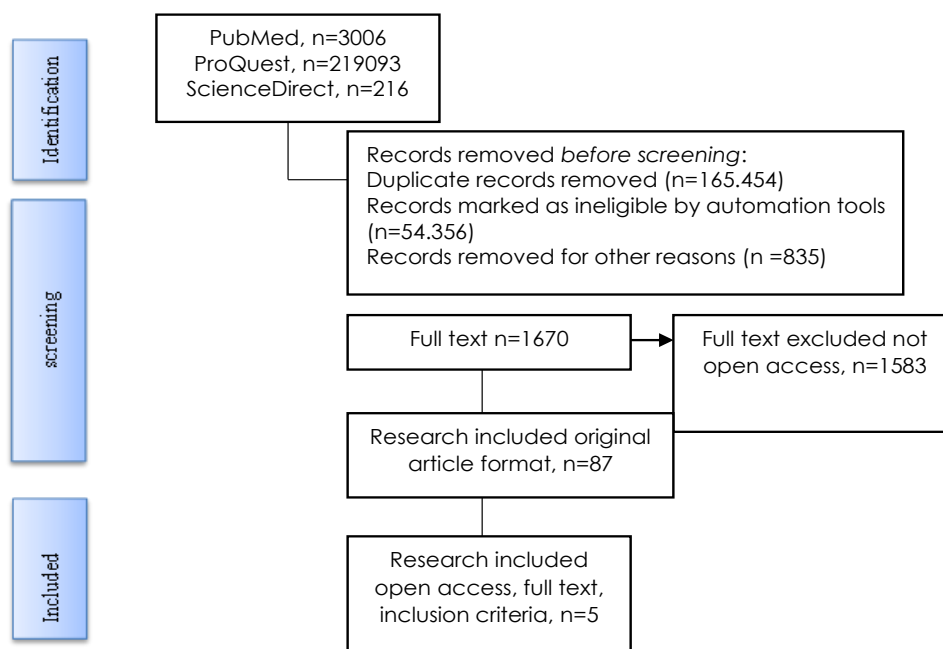 Identification
PubMed, n=3006
ProQuest, n=219093
ScienceDirect, n=216
Records removed before screening:
Duplicate records removed (n=165.454)
Records marked as ineligible by automation tools
(n=54.356)
Records removed for other reasons (n =835)
screening
Full text n=1670
Full text excluded not
open access, n=1583
Research included original
article format, n=87
Included
Research included
open access, full text,
inclusion criteria, n=5